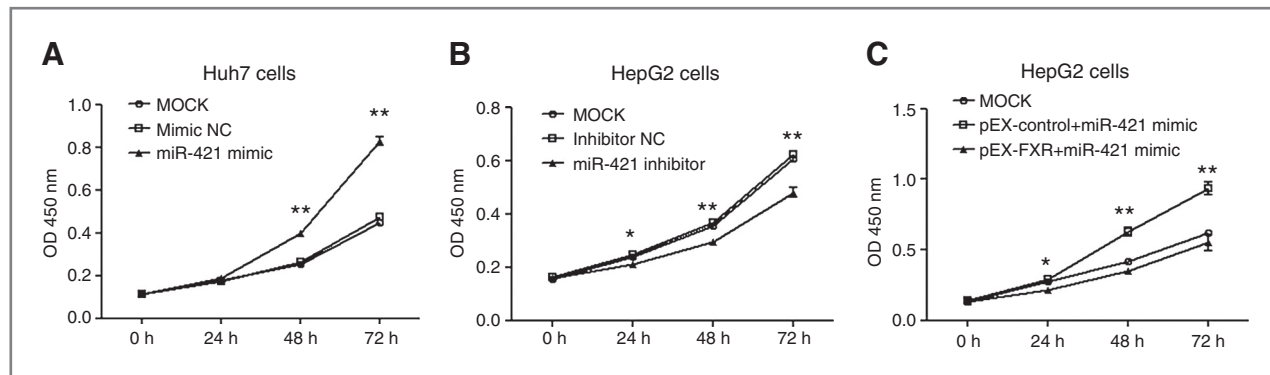 A
Huh7 cells
MOCK
Mimic NC
miR-421 mimic
OD 450 nm
1.0
0.8
0.6
0.4
0.2
0.0
**
**
0 h 24 h 48 h 72 h
B
HepG2 cells
MOCK
Inhibitor NC
miR-421 inhibitor
OD 450 nm
0.8
0.6
0.4
0.2
0.0
*
**
**
0 h 24 h 48 h 72 h
C
HepG2 cells
MOCK
pEX-control+miR-421 mimic
pEX-FXR+miR-421 mimic
OD 450 nm
1.5
1.0
0.5
0.0
*
**
**
0 h 24 h 48 h 72 h